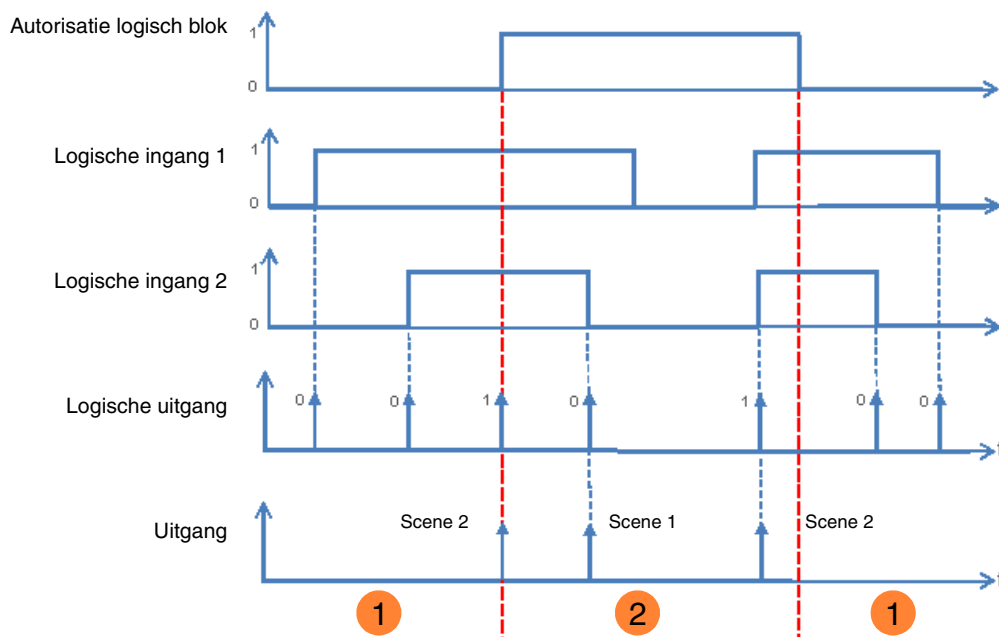 Autorisatie logisch blok
1
0
Logische ingang 1
1
0
t
Logische ingang 2
1
0
t
Logische uitgang
0
0
1
0
1
0
0
t
Uitgang
Scene 2
Scene 1
Scene 2
t
1
2
1